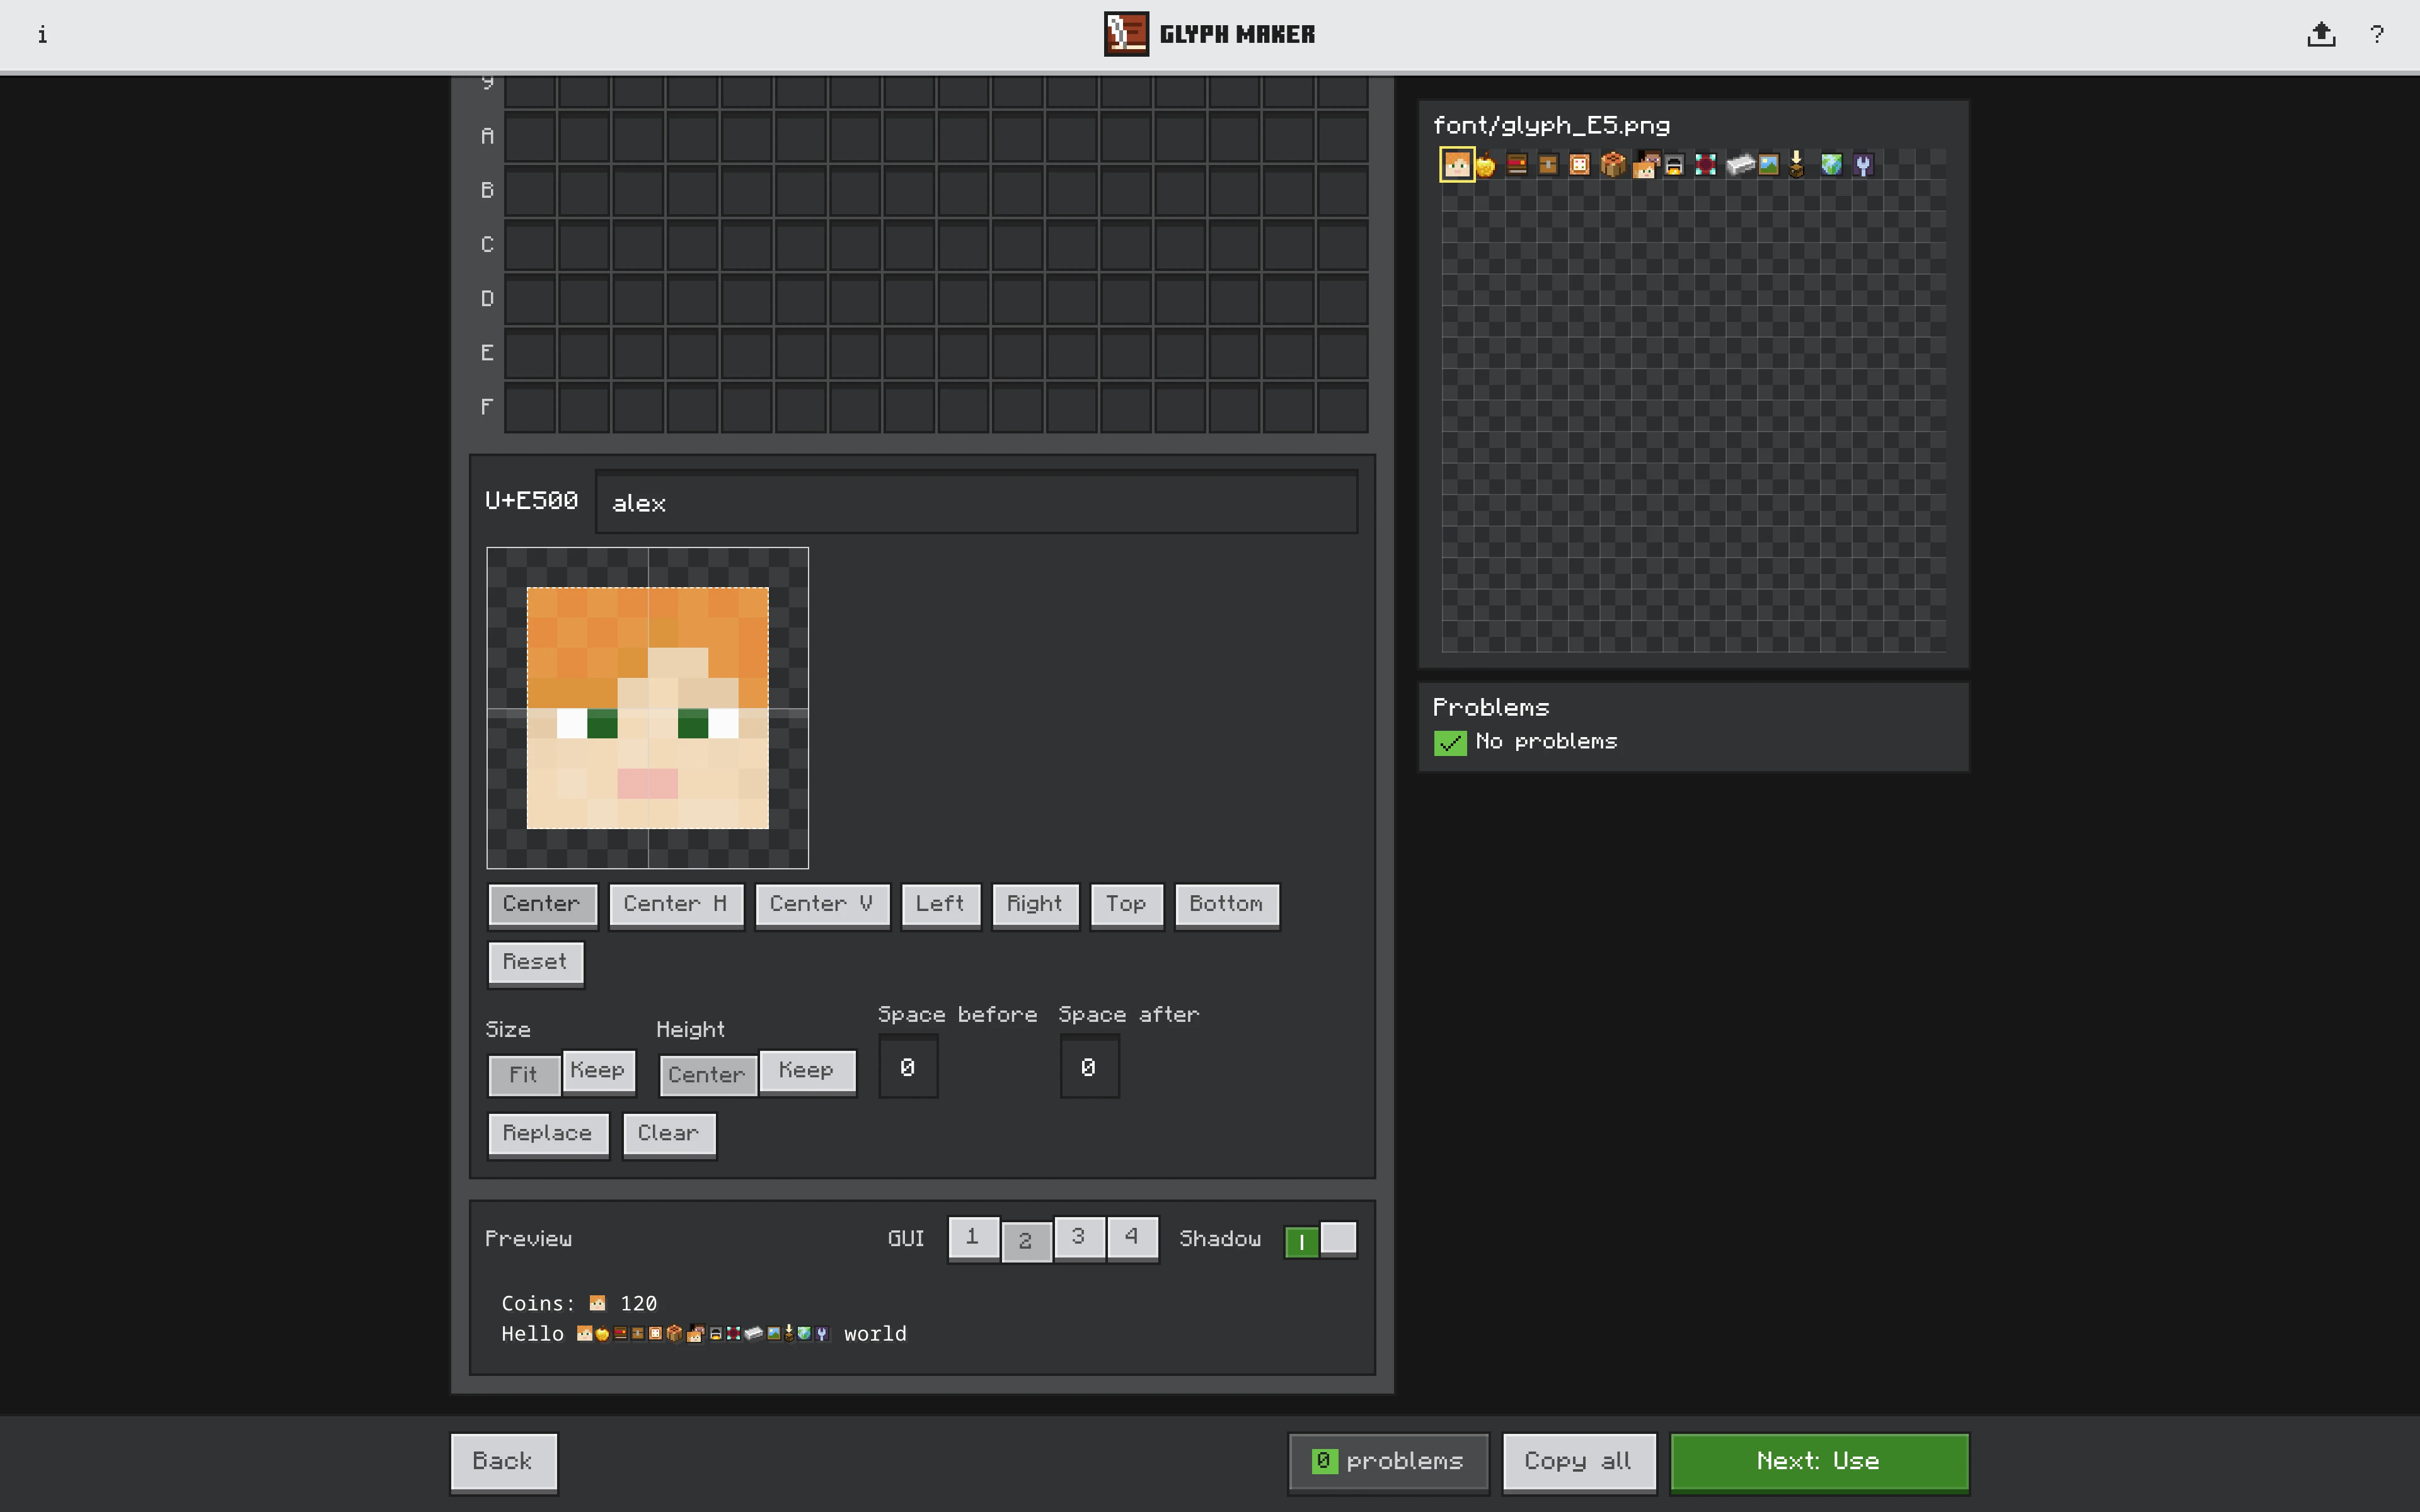 i
GLYPH MAKER
?
9
A
B
C
D
E
F
font/glyph_E5.png
U+E500
alex
Problems
No problems
Center
Center H
Center V
Left
Right
Top
Bottom
Reset
Size
Height
Space before
Space after
Fit
Keep
Center
Keep
0
0
Replace
Clear
Preview
GUI
1
2
3
4
Shadow
Coins: 120
Hello world
Back
0 problems
Copy all
Next: Use